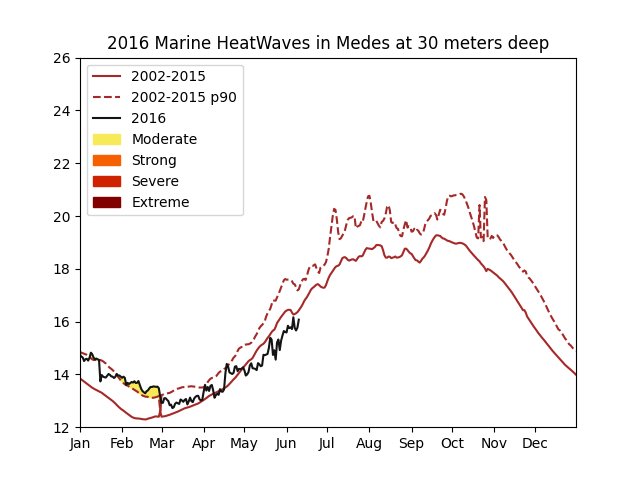 2016 Marine HeatWaves in Medes at 30 meters deep
26
24
22
20
18
16
14
12
2002-2015
2002-2015 p90
2016
Moderate
Strong
Severe
Extreme
Jan Feb Mar Apr May Jun Jul Aug Sep Oct Nov Dec